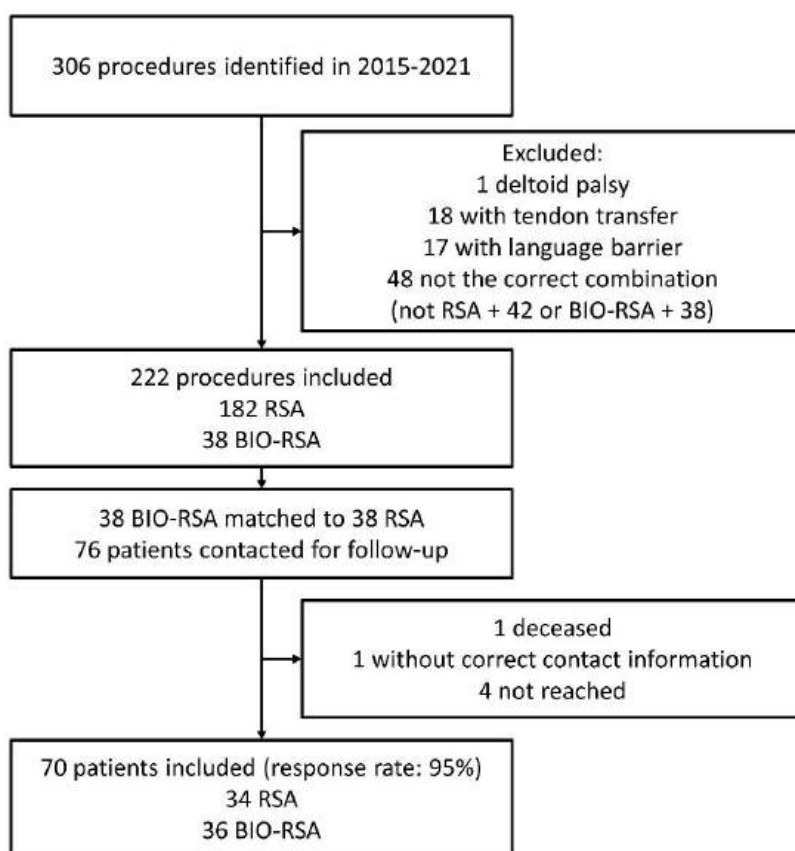 306 procedures identified in 2015-2021
Excluded:
1 deltoid palsy
18 with tendon transfer
17 with language barrier
48 not the correct combination
(not RSA + 42 or BIO-RSA + 38)
222 procedures included
182 RSA
38 BIO-RSA
38 BIO-RSA matched to 38 RSA
76 patients contacted for follow-up
1 deceased
1 without correct contact information
4 not reached
70 patients included (response rate: 95%)
34 RSA
36 BIO-RSA